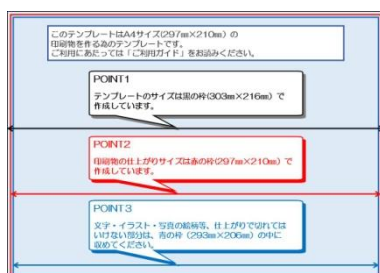 このテンプレートはA4サイズ(297㎜×210㎜)の
印刷物を作る為のテンプレートです。
ご利用にあたっては「ご利用ガイド」をお読みください。
POINT1
テンプレートのサイズは黒の枠(303㎜×216㎜)で
作成しています。
POINT2
印刷物の仕上がりサイズは赤の枠(297㎜×210㎜)で
作成しています。
POINT3
文字・イラスト・写真の絵柄等、仕上がりで切れては
いけない部分は、青の枠（293㎜×206㎜）の中に
収めてください。